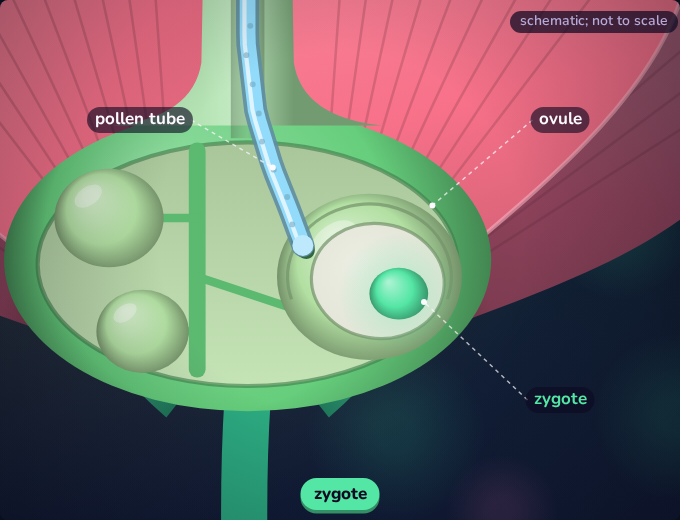 schematic; not to scale
pollen tube
ovule
zygote
zygote